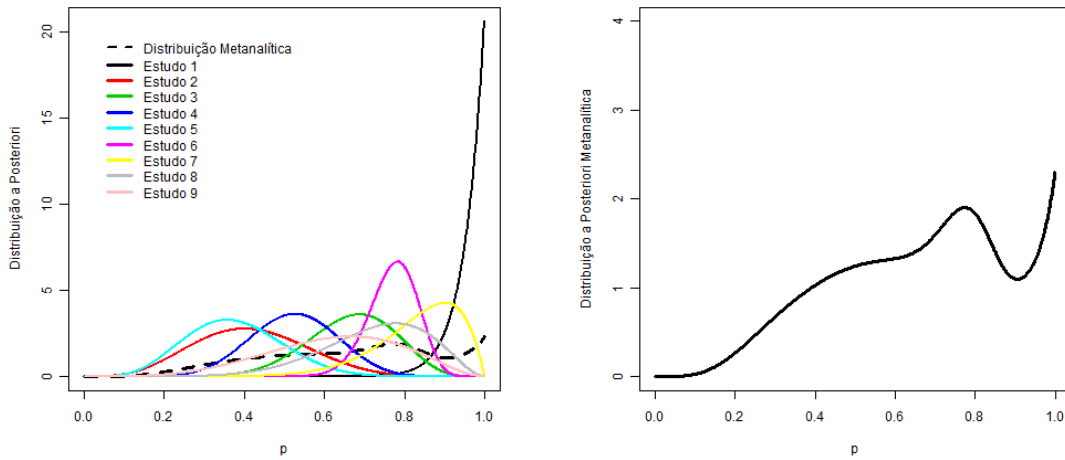 Distribuição a Posteriori
20
15
10
5
0
Distribuição Metanalítica
Estudo 1
Estudo 2
Estudo 3
Estudo 4
Estudo 5
Estudo 6
Estudo 7
Estudo 8
Estudo 9
0.0 0.2 0.4 0.6 0.8 1.0
p
Distribuição a Posteriori Metanalítica
4
3
2
1
0
0.0 0.2 0.4 0.6 0.8 1.0
p